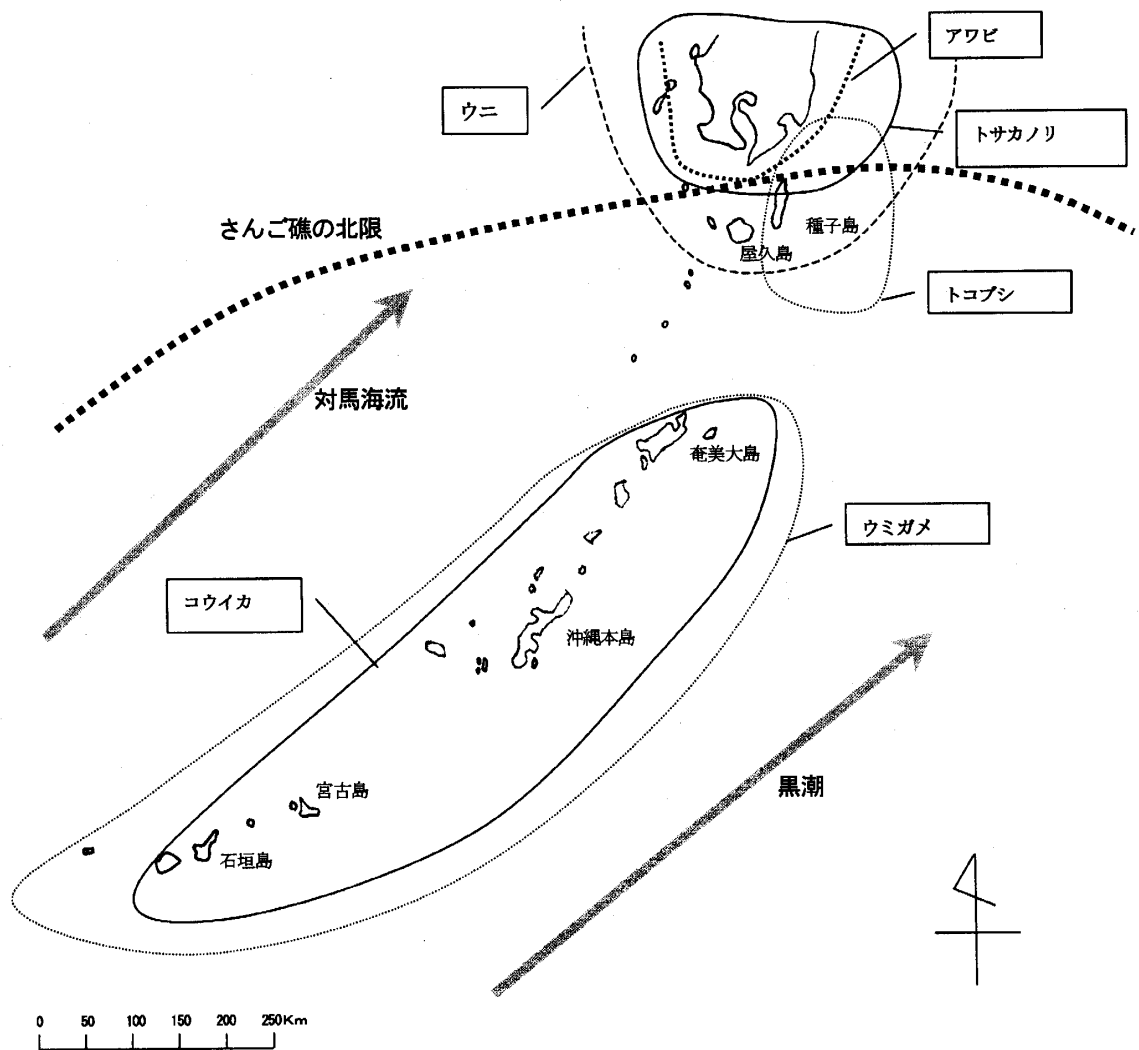 アワビ
ウニ
トサカノリ
さんご礁の北限
種子島
屋久島
トコブシ
対馬海流
奄美大島
ウミガメ
コウイカ
沖縄本島
宮古島
黒潮
石垣島
0 50 100 150 200 250Km